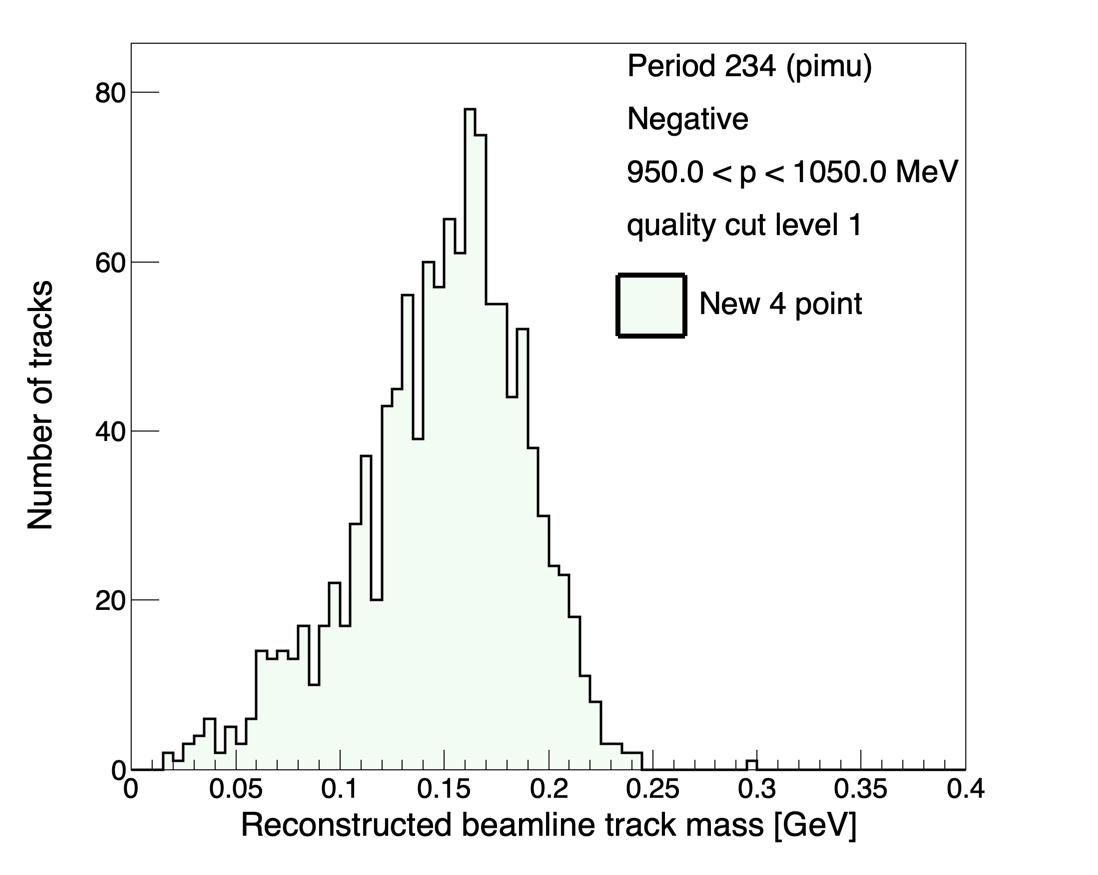 Period 234 (pimu)
Negative
950.0 < p < 1050.0 MeV
quality cut level 1
New 4 point
Number of tracks
80
60
40
20
0
0 0.05 0.1 0.15 0.2 0.25 0.3 0.35 0.4
Reconstructed beamline track mass [GeV]